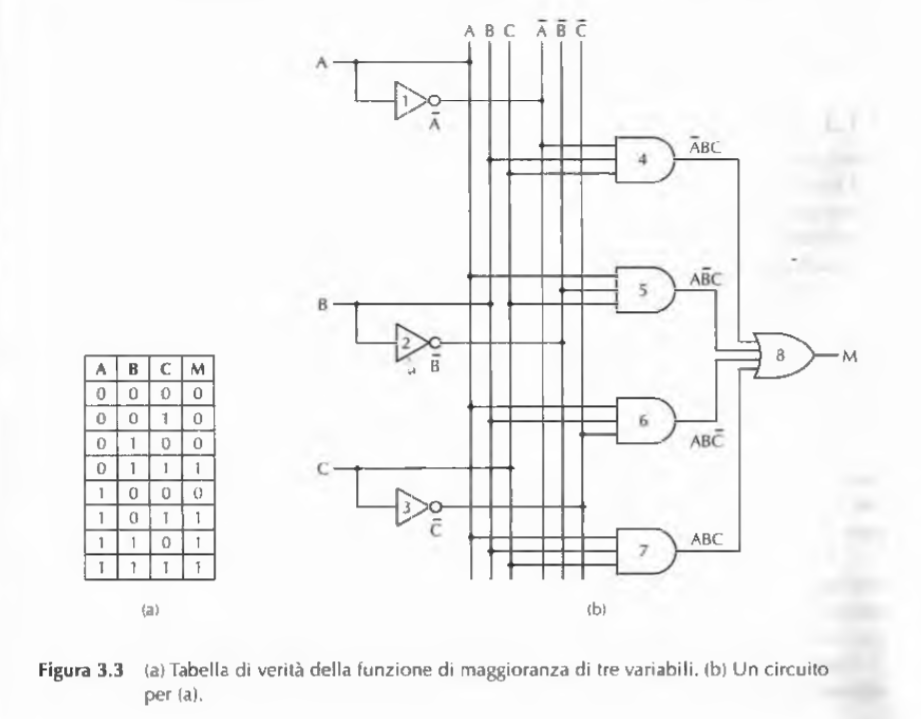 A B C A̅ B̅ C̅
A
1
A̅
4
A̅BC
5
AB̅C
B
2
B̅
8
M
6
ABC̅
C
3
C̅
7
ABC
A B C M
0 0 0 0
0 0 1 0
0 1 0 0
0 1 1 1
1 0 0 0
1 0 1 1
1 1 0 1
1 1 1 1
(a)
(b)
Figura 3.3 (a) Tabella di verità della funzione di maggioranza di tre variabili. (b) Un circuito
per (a).